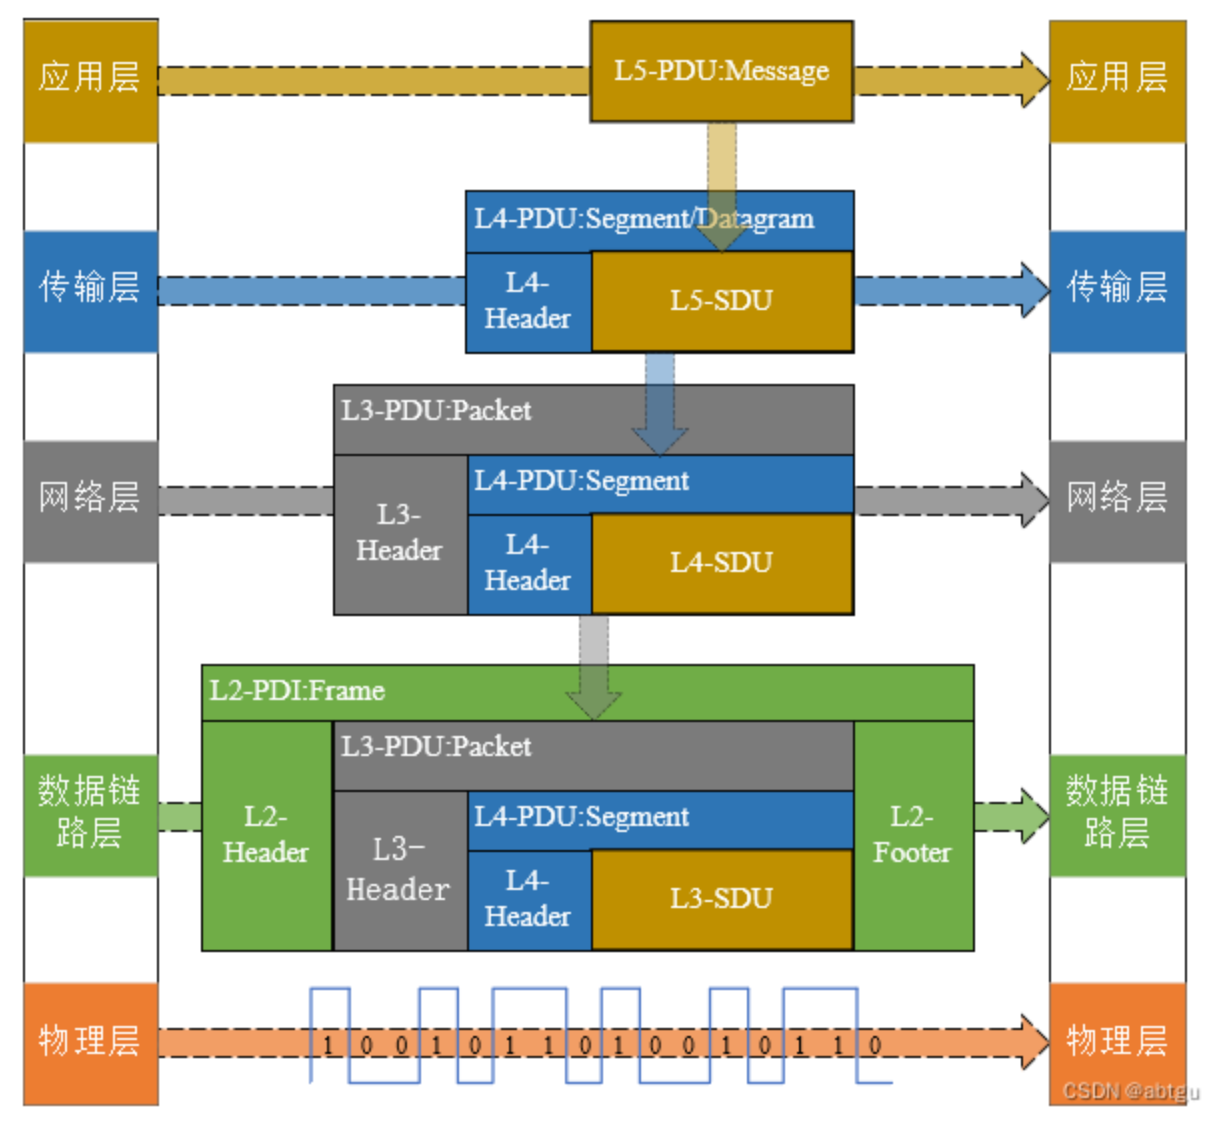 应用层
L5-PDU:Message
应用层
L4-PDU:Segment/Datagram
传输层
L4-
Header
L5-SDU
传输层
L3-PDU:Packet
网络层
L3-
Header
L4-PDU:Segment
L4-
Header
L4-SDU
网络层
L2-PDI:Frame
数据链
路层
L2-
Header
L3-PDU:Packet
L3-
Header
L4-PDU:Segment
L4-
Header
L3-SDU
L2-
Footer
数据链
路层
物理层
1 0 0 1 0 1 1 0 1 0 0 1 0 1 1 0
物理层
CSDN @abtgu